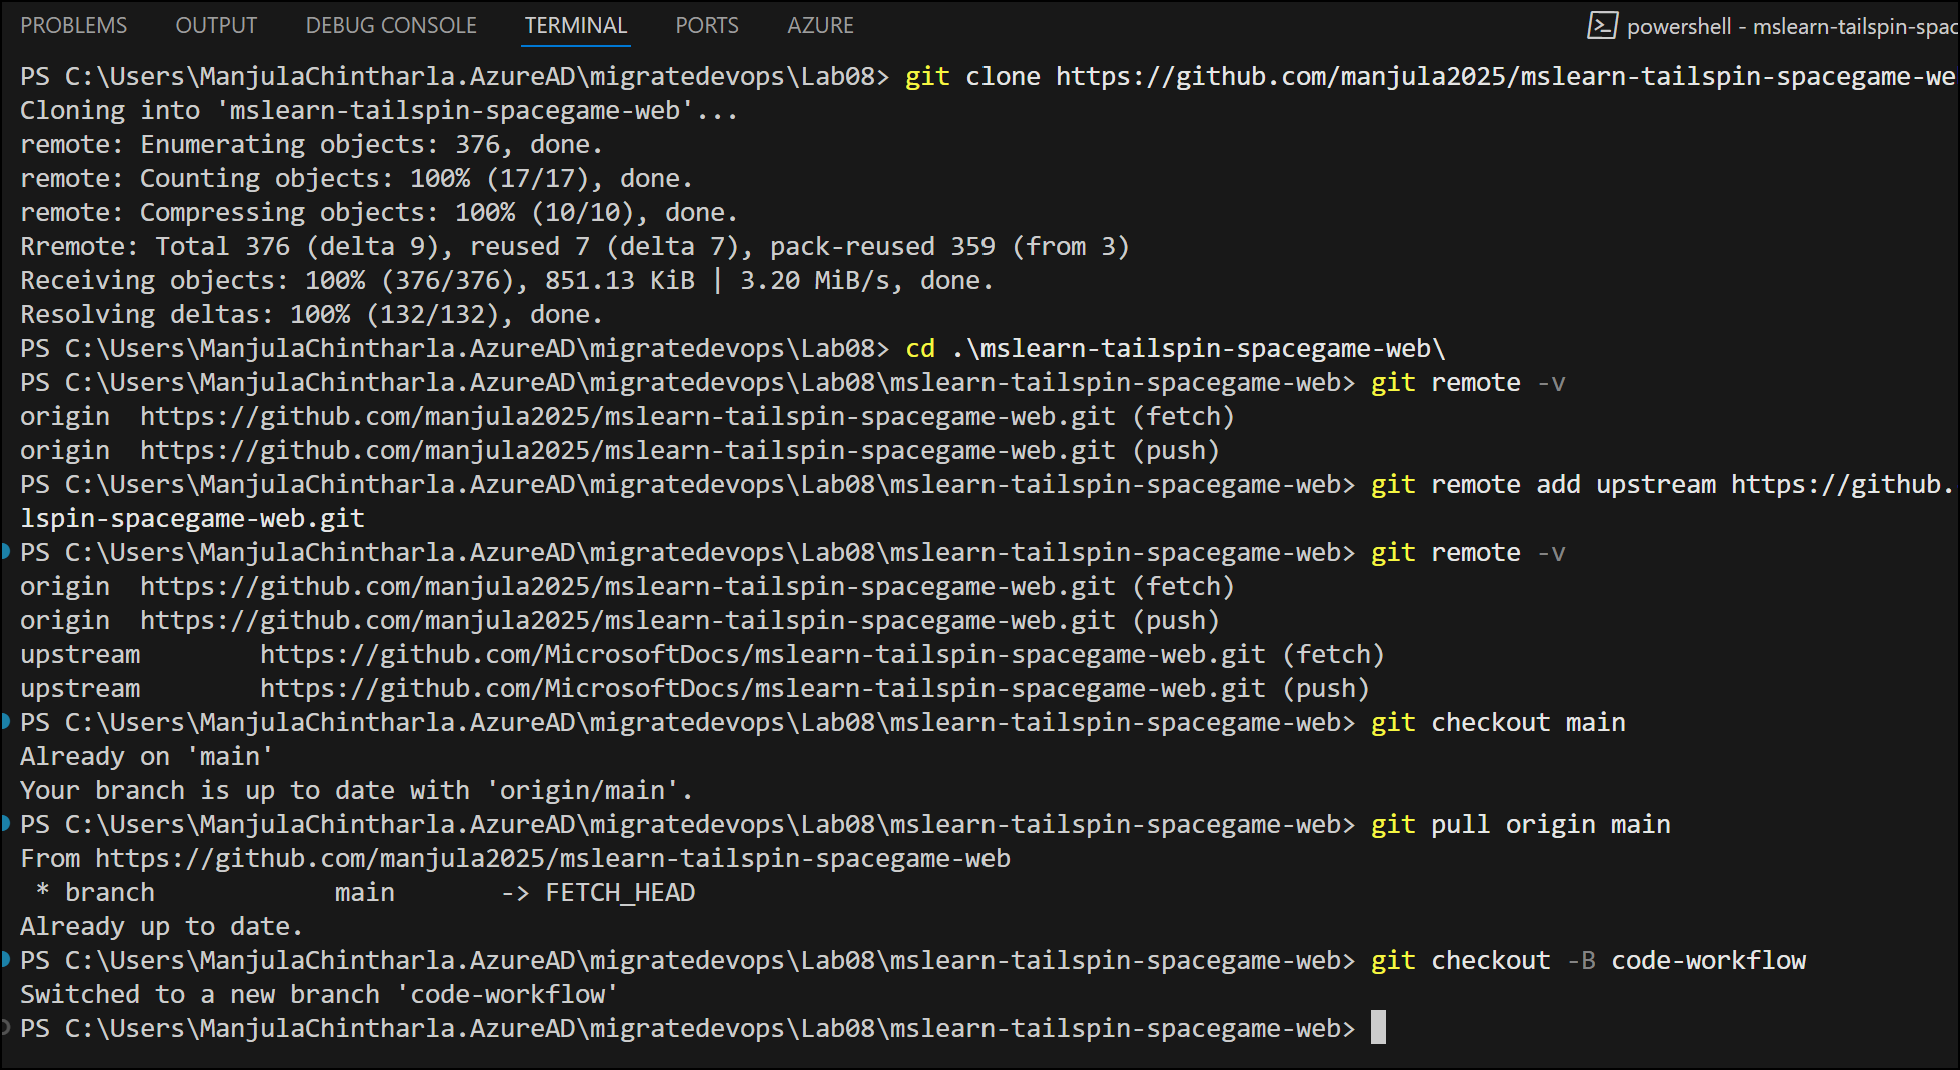 PROBLEMS OUTPUT DEBUG CONSOLE TERMINAL PORTS AZURE powershell - mslearn-tailspin-spac
PS C:\Users\ManjulaChintharla.AzureAD\migratedevops\Lab08> git clone https://github.com/manjula2025/mslearn-tailspin-spacegame-we
Cloning into 'mslearn-tailspin-spacegame-web'...
remote: Enumerating objects: 376, done.
remote: Counting objects: 100% (17/17), done.
remote: Compressing objects: 100% (10/10), done.
Rremote: Total 376 (delta 9), reused 7 (delta 7), pack-reused 359 (from 3)
Receiving objects: 100% (376/376), 851.13 KiB | 3.20 MiB/s, done.
Resolving deltas: 100% (132/132), done.
PS C:\Users\ManjulaChintharla.AzureAD\migratedevops\Lab08> cd .\mslearn-tailspin-spacegame-web\
PS C:\Users\ManjulaChintharla.AzureAD\migratedevops\Lab08\mslearn-tailspin-spacegame-web> git remote -v
origin  https://github.com/manjula2025/mslearn-tailspin-spacegame-web.git (fetch)
origin  https://github.com/manjula2025/mslearn-tailspin-spacegame-web.git (push)
PS C:\Users\ManjulaChintharla.AzureAD\migratedevops\Lab08\mslearn-tailspin-spacegame-web> git remote add upstream https://github.
lspin-spacegame-web.git
PS C:\Users\ManjulaChintharla.AzureAD\migratedevops\Lab08\mslearn-tailspin-spacegame-web> git remote -v
origin  https://github.com/manjula2025/mslearn-tailspin-spacegame-web.git (fetch)
origin  https://github.com/manjula2025/mslearn-tailspin-spacegame-web.git (push)
upstream        https://github.com/MicrosoftDocs/mslearn-tailspin-spacegame-web.git (fetch)
upstream        https://github.com/MicrosoftDocs/mslearn-tailspin-spacegame-web.git (push)
PS C:\Users\ManjulaChintharla.AzureAD\migratedevops\Lab08\mslearn-tailspin-spacegame-web> git checkout main
Already on 'main'
Your branch is up to date with 'origin/main'.
PS C:\Users\ManjulaChintharla.AzureAD\migratedevops\Lab08\mslearn-tailspin-spacegame-web> git pull origin main
From https://github.com/manjula2025/mslearn-tailspin-spacegame-web
 * branch            main       -> FETCH_HEAD
Already up to date.
PS C:\Users\ManjulaChintharla.AzureAD\migratedevops\Lab08\mslearn-tailspin-spacegame-web> git checkout -B code-workflow
Switched to a new branch 'code-workflow'
PS C:\Users\ManjulaChintharla.AzureAD\migratedevops\Lab08\mslearn-tailspin-spacegame-web>